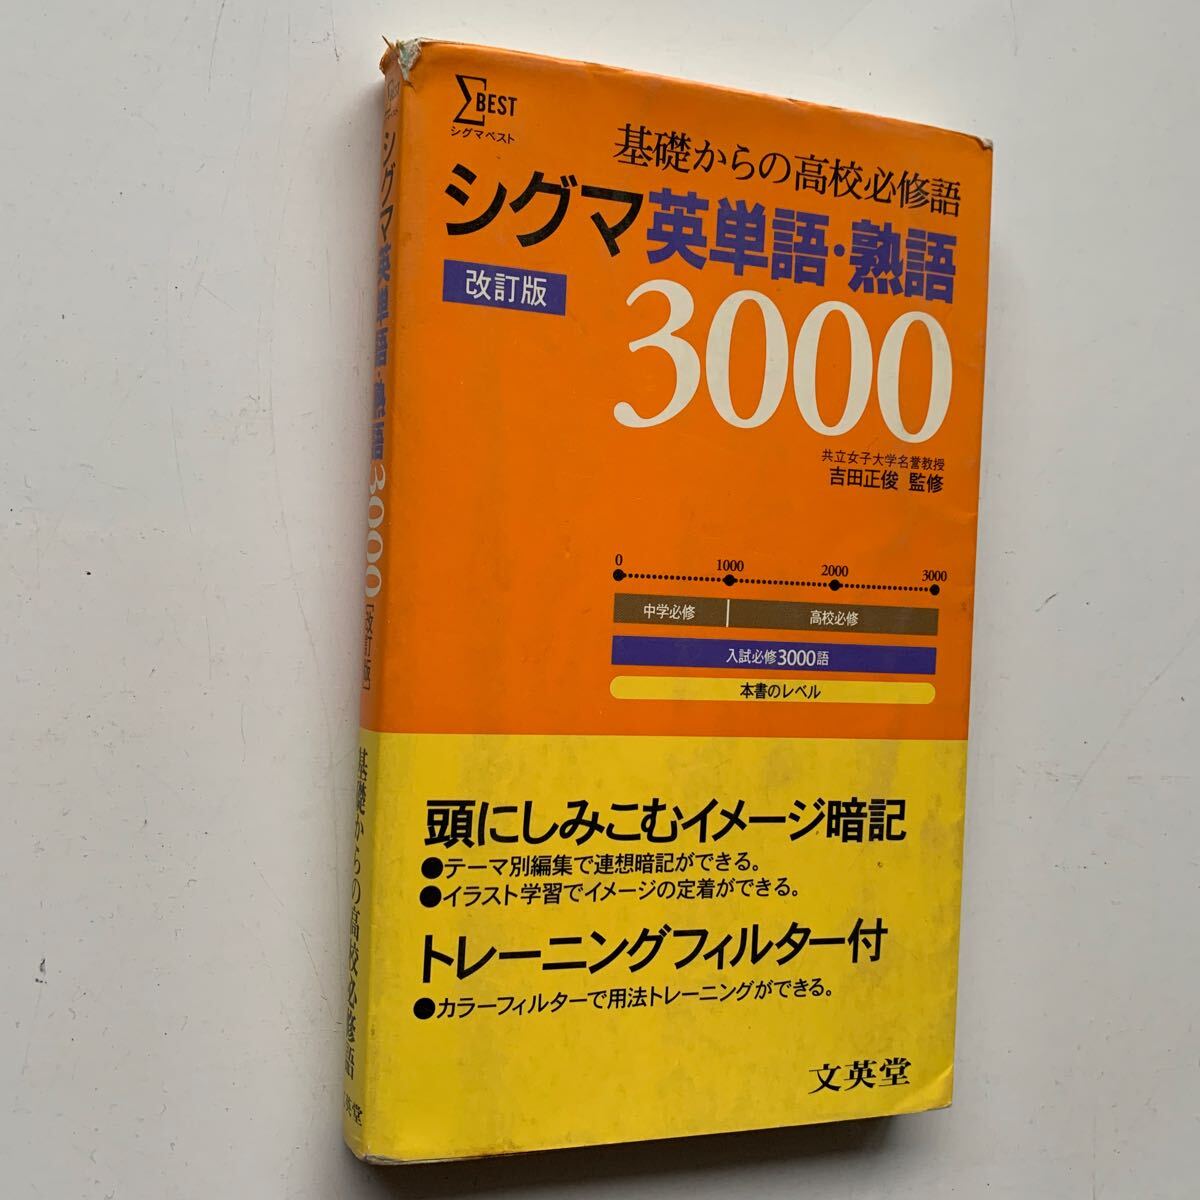 ΣBEST
シグマベスト
基礎からの高校必修語
シグマ英単語・熟語
改訂版
3000
共立女子大学名誉教授
吉田正俊 監修
0 1000 2000 3000
中学必修 高校必修
入試必修3000語
本書のレベル
頭にしみこむイメージ暗記
●テーマ別編集で連想暗記ができる。
●イラスト学習でイメージの定着ができる。
トレーニングフィルター付
●カラーフィルターで用法トレーニングができる。
文英堂
シグマ英単語・熟語3000[改訂版]
基礎からの高校必修語
英堂